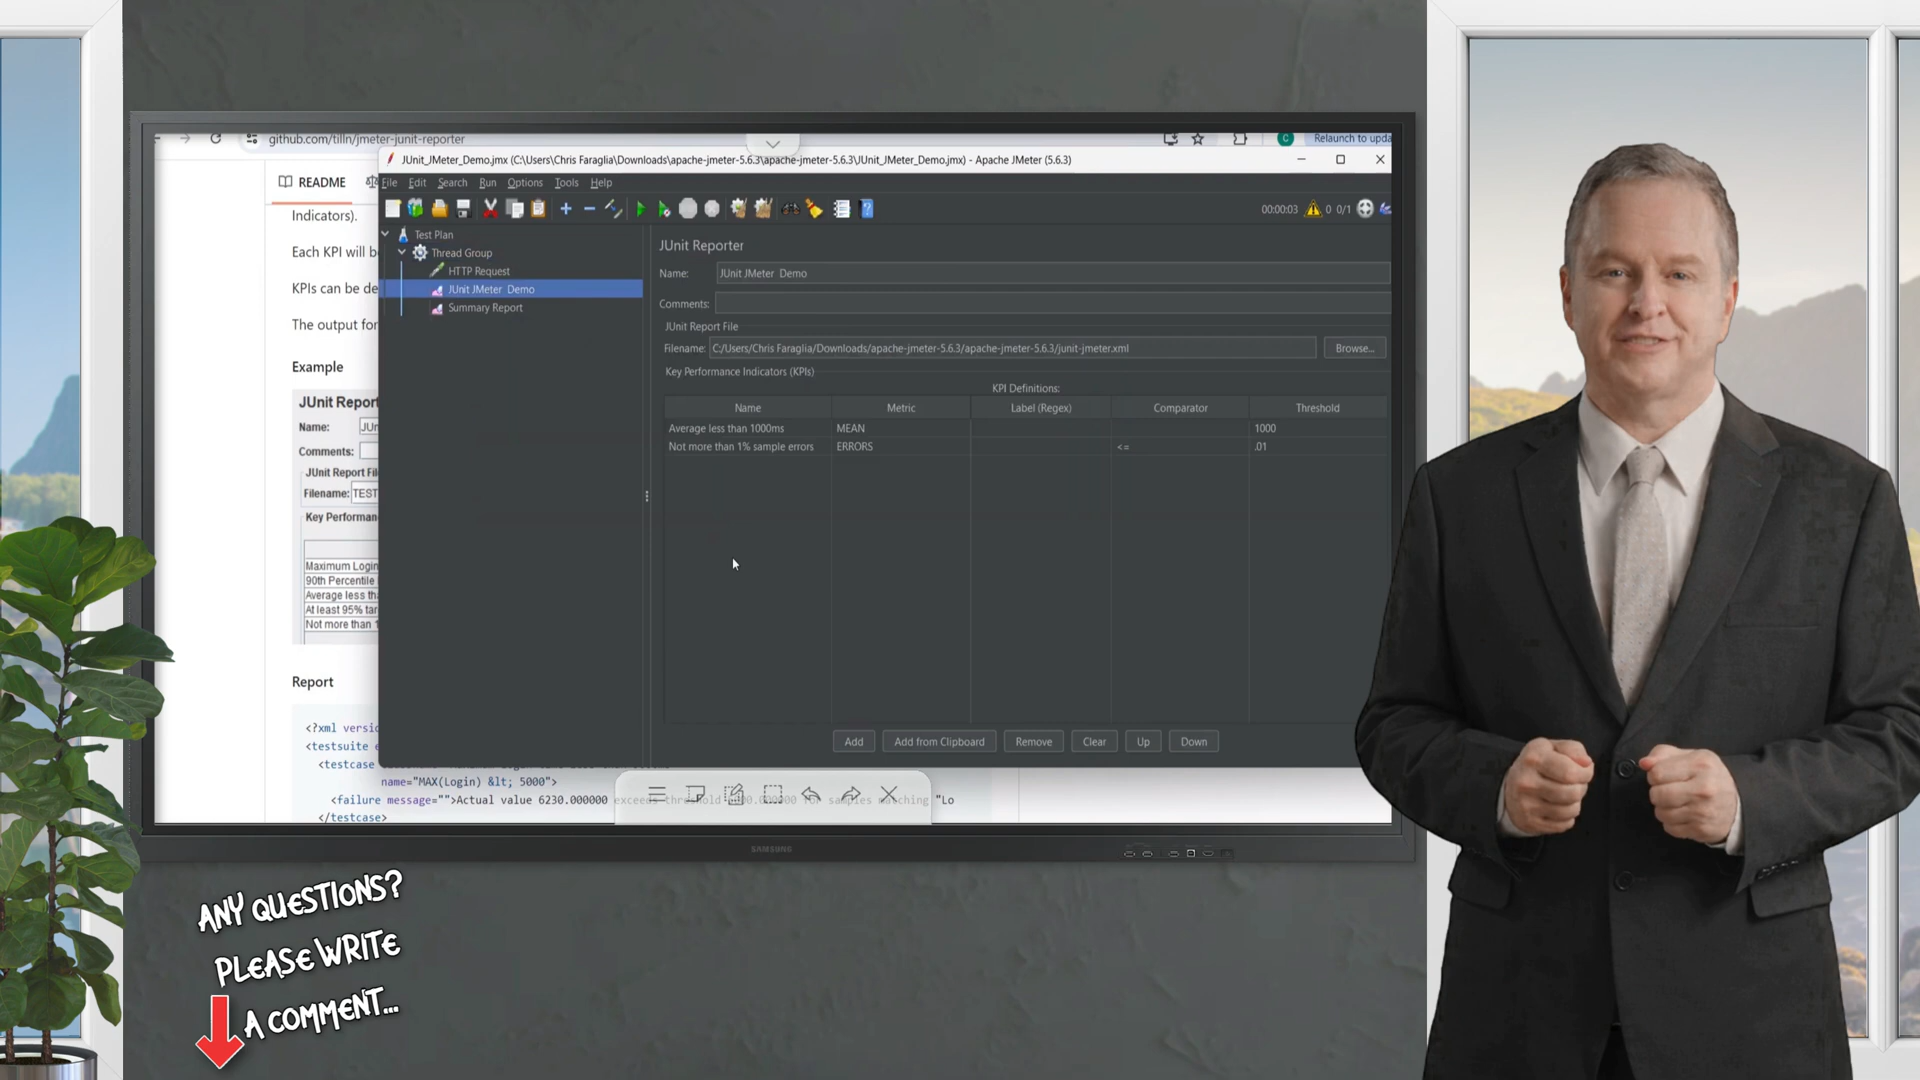 github.com/tilln/jmeter-junit-reporter
Relaunch to upda
README
Indicators).
Each KPI will b
KPIs can be de
The output for
Example
JUnit Report
Name: JUr
Comments:
JUnit Report Fil
Filename: TEST
Key Performan
Maximum Login
90th Percentile
Average less tha
At least 95% tar
Not more than 1
Report
<?xml versio
<testsuite e
<testcase
name="MAX(Login) &lt; 5000">
<failure message="">Actual value 6230.000000 exceeds threshold for samples matching "Lo
</testcase>
JUnit_JMeter_Demo.jmx (C:\Users\Chris Faraglia\Downloads\apache-jmeter-5.6.3\apache-jmeter-5.6.3\JUnit_JMeter_Demo.jmx) - Apache JMeter (5.6.3)
File Edit Search Run Options Tools Help
00:00:03 0 0/1
Test Plan
Thread Group
HTTP Request
JUnit JMeter Demo
Summary Report
JUnit Reporter
Name: JUnit JMeter Demo
Comments:
JUnit Report File
Filename: C:/Users/Chris Faraglia/Downloads/apache-jmeter-5.6.3/apache-jmeter-5.6.3/junit-jmeter.xml Browse...
Key Performance Indicators (KPIs)
KPI Definitions:
Name Metric Label (Regex) Comparator Threshold
Average less than 1000ms MEAN 1000
Not more than 1% sample errors ERRORS <= .01
Add Add from Clipboard Remove Clear Up Down
SAMSUNG
ANY QUESTIONS?
PLEASE WRITE
A COMMENT...